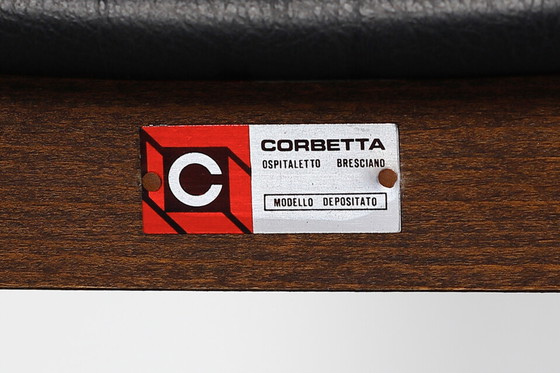 C
CORBETTA
OSPITALETTO BRESCIANO
MODELLO DEPOSITATO